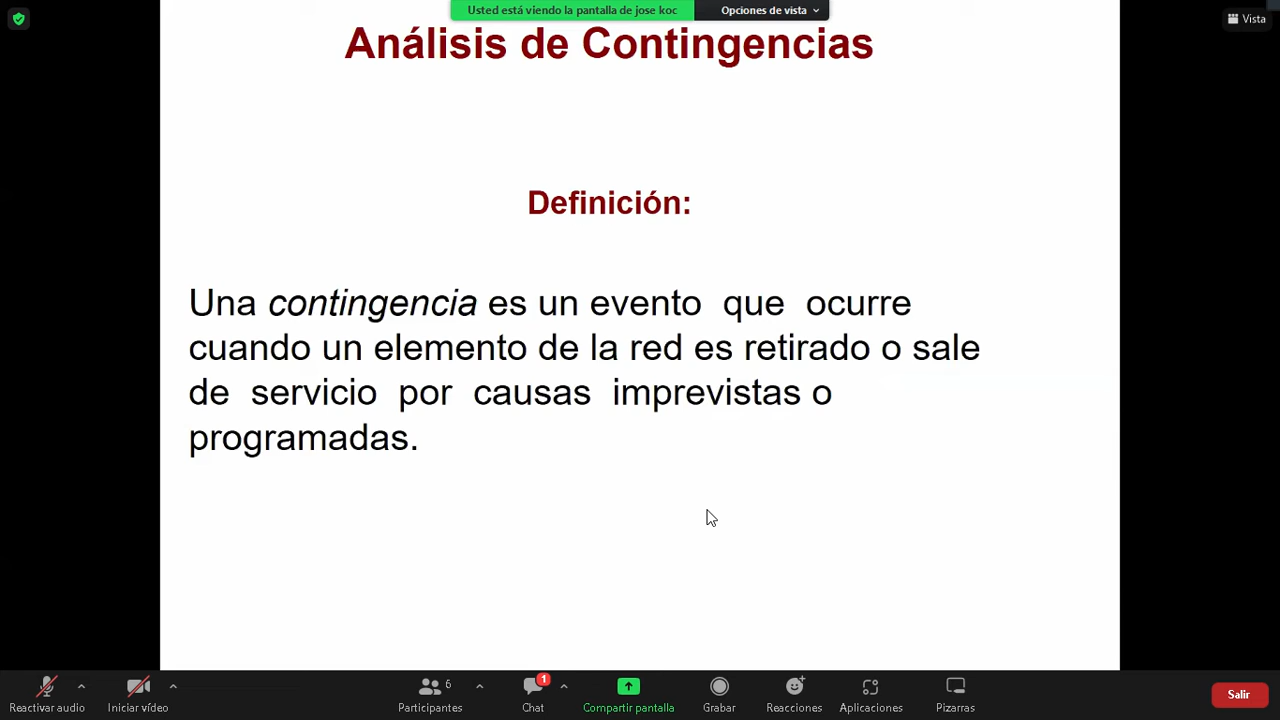 Usted está viendo la pantalla de jose koc
Opciones de vista
Vista
Análisis de Contingencias
Definición:
Una contingencia es un evento que ocurre
cuando un elemento de la red es retirado o sale
de servicio por causas imprevistas o
programadas.
6
1
Reactivar audio
Iniciar vídeo
Participantes
Chat
Compartir pantalla
Grabar
Reacciones
Aplicaciones
Pizarras
Salir